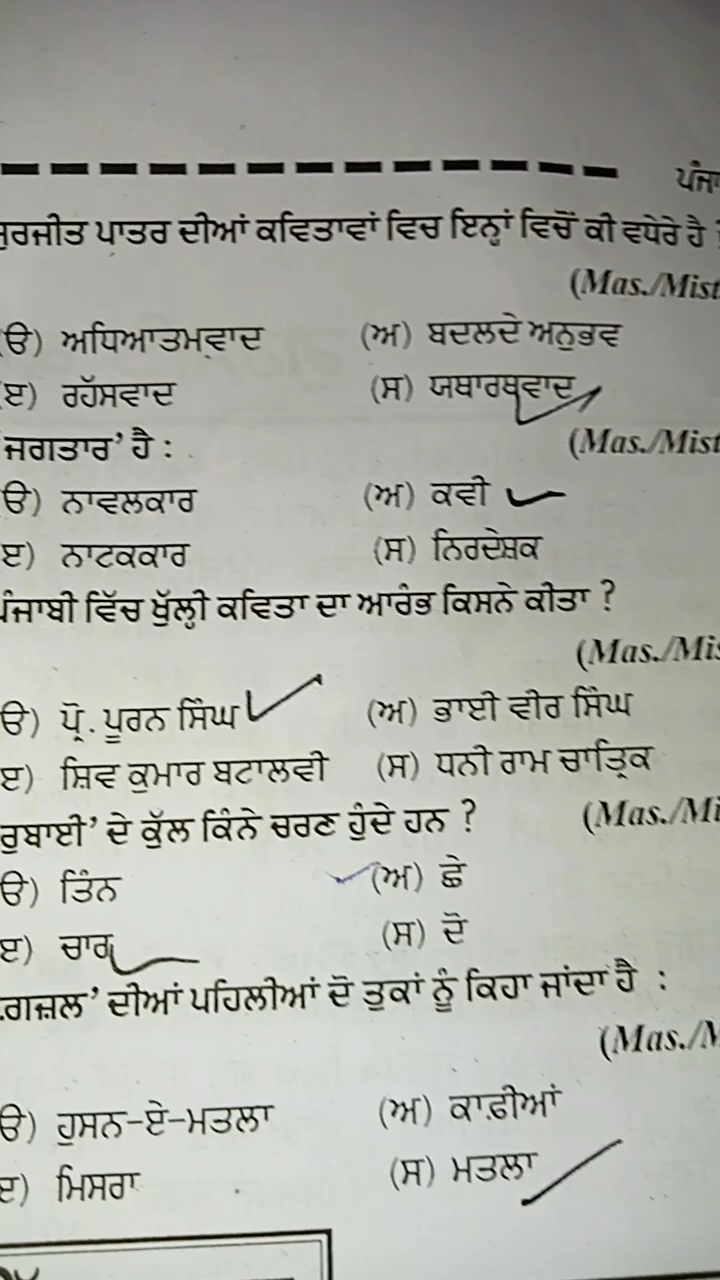 ਪੰਜਾ
ਸੁਰਜੀਤ ਪਾਤਰ ਦੀਆਂ ਕਵਿਤਾਵਾਂ ਵਿਚ ਇਨ੍ਹਾਂ ਵਿਚੋਂ ਕੀ ਵਧੇਰੇ ਹੈ ?
(Mas./Mist
ੳ) ਅਧਿਆਤਮਵਾਦ (ਅ) ਬਦਲਦੇ ਅਨੁਭਵ
ੲ) ਰਹੱਸਵਾਦ (ਸ) ਯਥਾਰਥਵਾਦ
'ਜਗਤਾਰ' ਹੈ : (Mas./Mist
ੳ) ਨਾਵਲਕਾਰ (ਅ) ਕਵੀ
ੲ) ਨਾਟਕਕਾਰ (ਸ) ਨਿਰਦੇਸ਼ਕ
ਪੰਜਾਬੀ ਵਿੱਚ ਖੁੱਲ੍ਹੀ ਕਵਿਤਾ ਦਾ ਆਰੰਭ ਕਿਸਨੇ ਕੀਤਾ ?
(Mas./Mis
ੳ) ਪ੍ਰੋ. ਪੂਰਨ ਸਿੰਘ (ਅ) ਭਾਈ ਵੀਰ ਸਿੰਘ
ੲ) ਸ਼ਿਵ ਕੁਮਾਰ ਬਟਾਲਵੀ (ਸ) ਧਨੀ ਰਾਮ ਚਾਤ੍ਰਿਕ
ਰੁਬਾਈ' ਦੇ ਕੁੱਲ ਕਿੰਨੇ ਚਰਣ ਹੁੰਦੇ ਹਨ ? (Mas./Mi
ੳ) ਤਿੰਨ (ਅ) ਛੇ
ੲ) ਚਾਰ (ਸ) ਦੋ
ਗਜ਼ਲ' ਦੀਆਂ ਪਹਿਲੀਆਂ ਦੋ ਤੁਕਾਂ ਨੂੰ ਕਿਹਾ ਜਾਂਦਾ ਹੈ :
(Mas./M
ੳ) ਹੁਸਨ-ਏ-ਮਤਲਾ (ਅ) ਕਾਫ਼ੀਆਂ
ੲ) ਮਿਸਰਾ (ਸ) ਮਤਲਾ